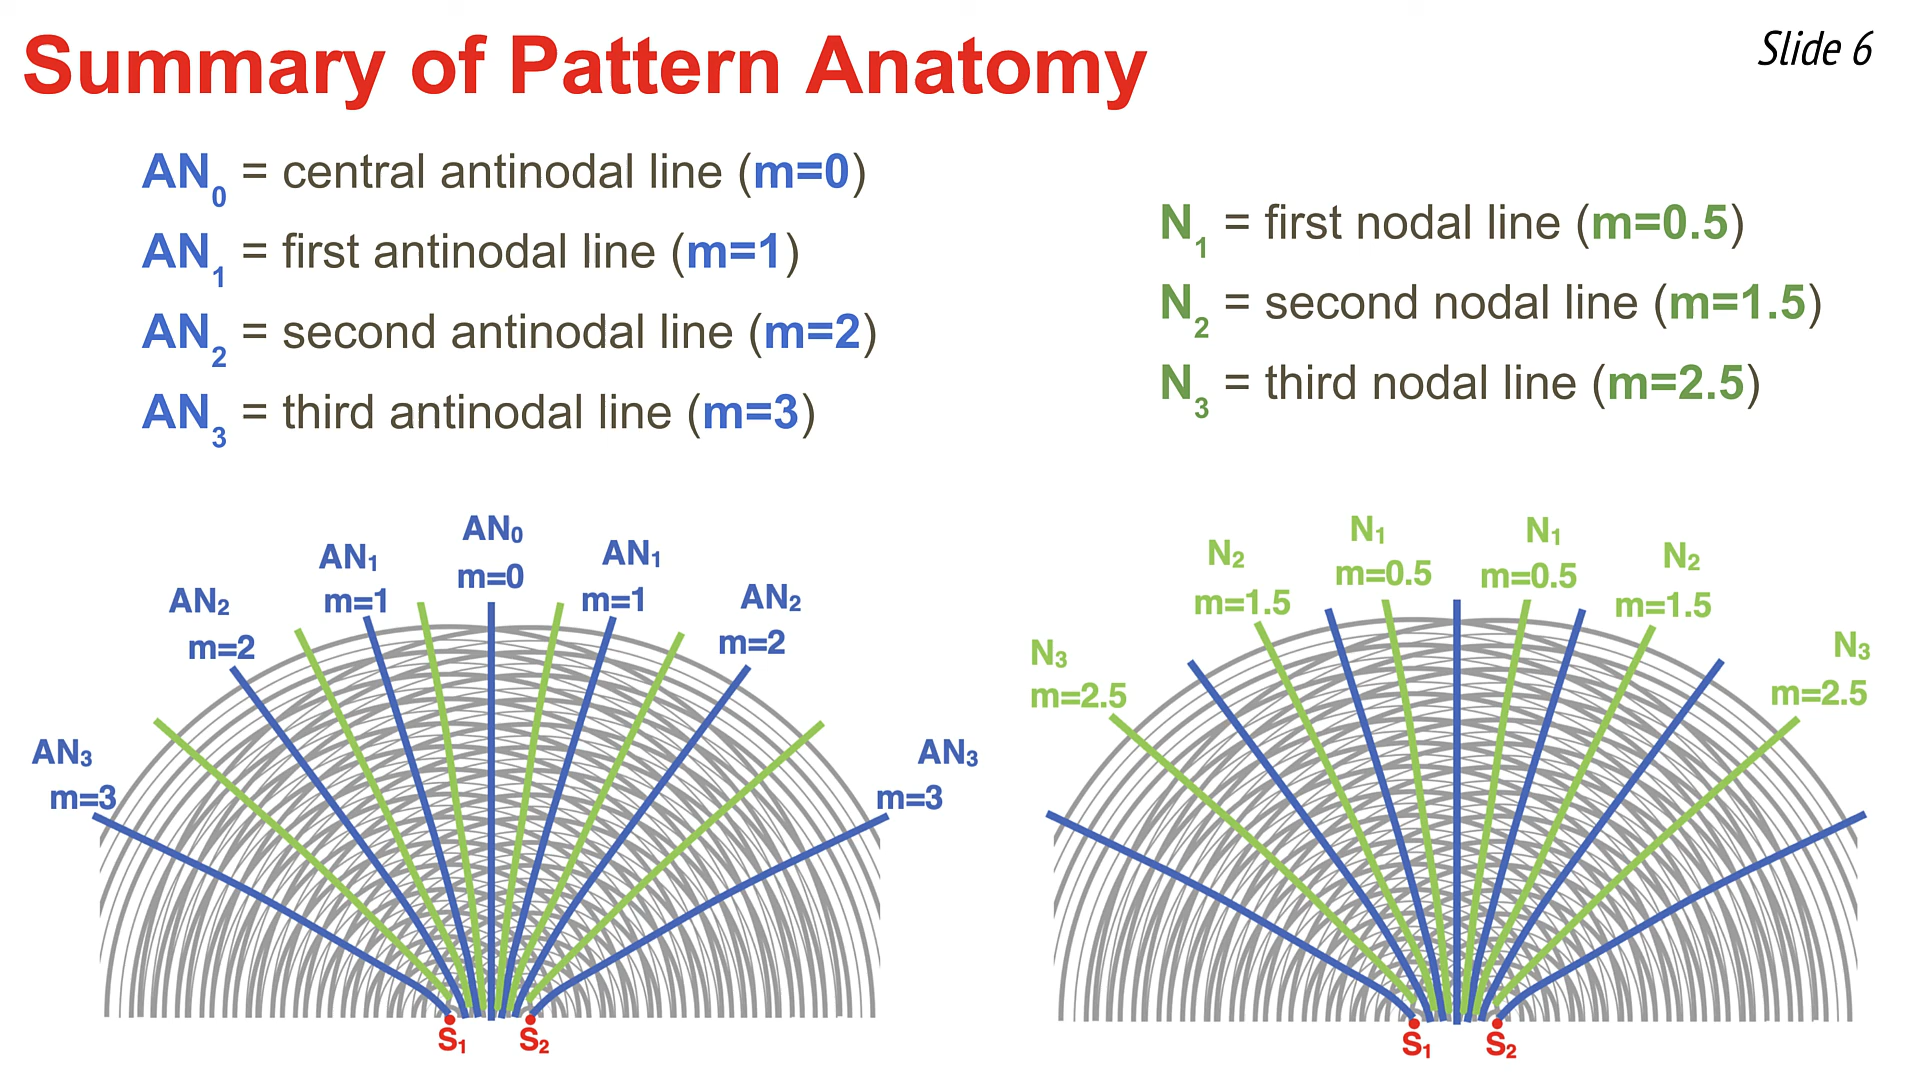 Summary of Pattern Anatomy
Slide 6
AN₀ = central antinodal line (m=0)
AN₁ = first antinodal line (m=1)
AN₂ = second antinodal line (m=2)
AN₃ = third antinodal line (m=3)
N₁ = first nodal line (m=0.5)
N₂ = second nodal line (m=1.5)
N₃ = third nodal line (m=2.5)
AN₃
m=3
AN₂
m=2
AN₁
m=1
AN₀
m=0
AN₁
m=1
AN₂
m=2
AN₃
m=3
S₁
S₂
N₃
m=2.5
N₂
m=1.5
N₁
m=0.5
N₁
m=0.5
N₂
m=1.5
N₃
m=2.5
S₁
S₂